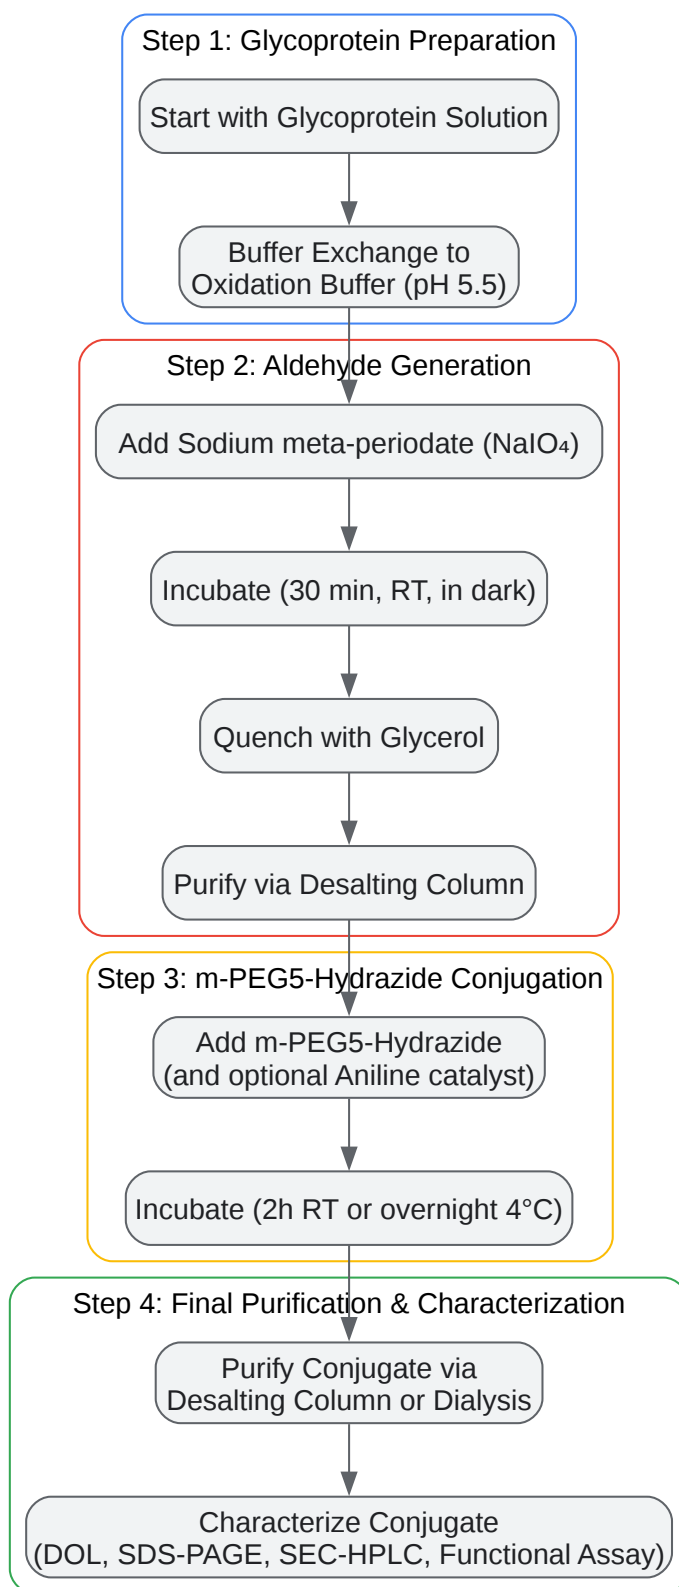 Step 1: Glycoprotein Preparation
Start with Glycoprotein Solution
Buffer Exchange to
Oxidation Buffer (pH 5.5)
Step 2: Aldehyde Generation
Add Sodium meta-periodate (NaIO₄)
Incubate (30 min, RT, in dark)
Quench with Glycerol
Purify via Desalting Column
Step 3: m-PEG5-Hydrazide Conjugation
Add m-PEG5-Hydrazide
(and optional Aniline catalyst)
Incubate (2h RT or overnight 4°C)
Step 4: Final Purification & Characterization
Purify Conjugate via
Desalting Column or Dialysis
Characterize Conjugate
(DOL, SDS-PAGE, SEC-HPLC, Functional Assay)